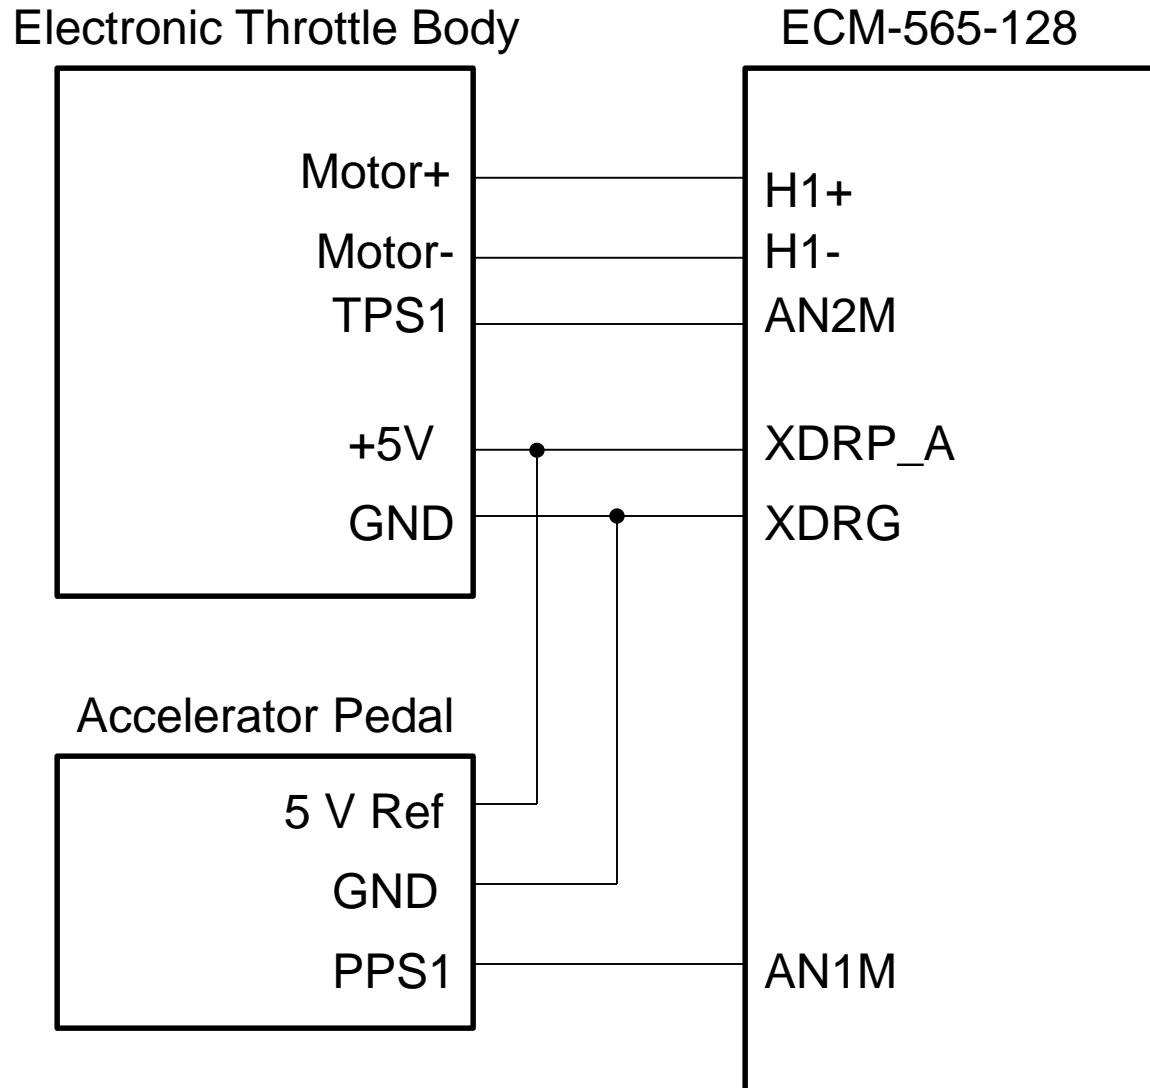 Electronic Throttle Body
ECM-565-128
Motor+
H1+
Motor-
H1-
TPS1
AN2M
+5V
XDRP_A
GND
XDRG
Accelerator Pedal
5 V Ref
GND
PPS1
AN1M